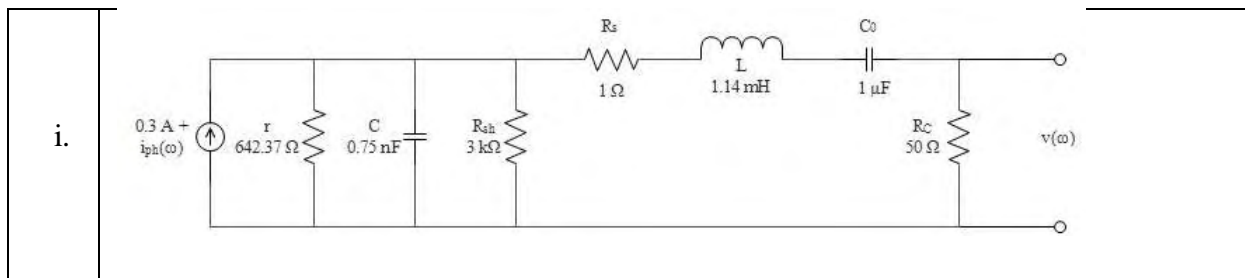 i.
0.3 A +
iph(ω)
r
642.37 Ω
C
0.75 nF
Rsh
3 kΩ
Rs
1 Ω
L
1.14 mH
C0
1 μF
RC
50 Ω
v(ω)